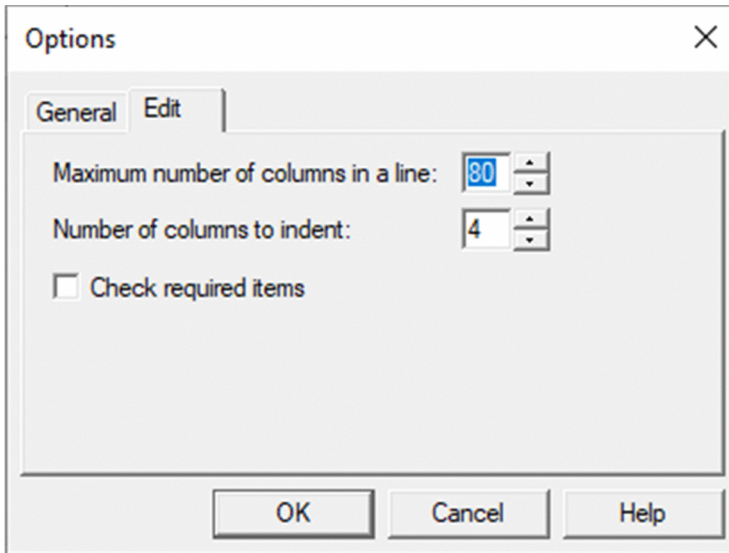 Options
General Edit
Maximum number of columns in a line: 80
Number of columns to indent: 4
Check required items
OK Cancel Help